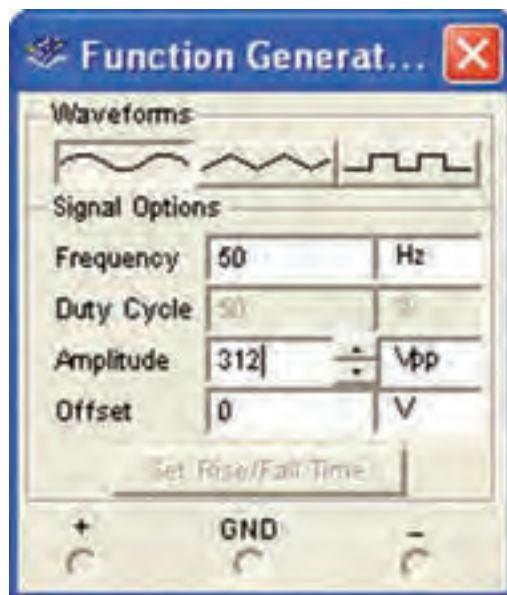 Function Generat...
Waveforms
Signal Options
Frequency 50 Hz
Duty Cycle 50 %
Amplitude 312 Vpp
Offset 0 V
Set Rise/Fall Time
+ GND −